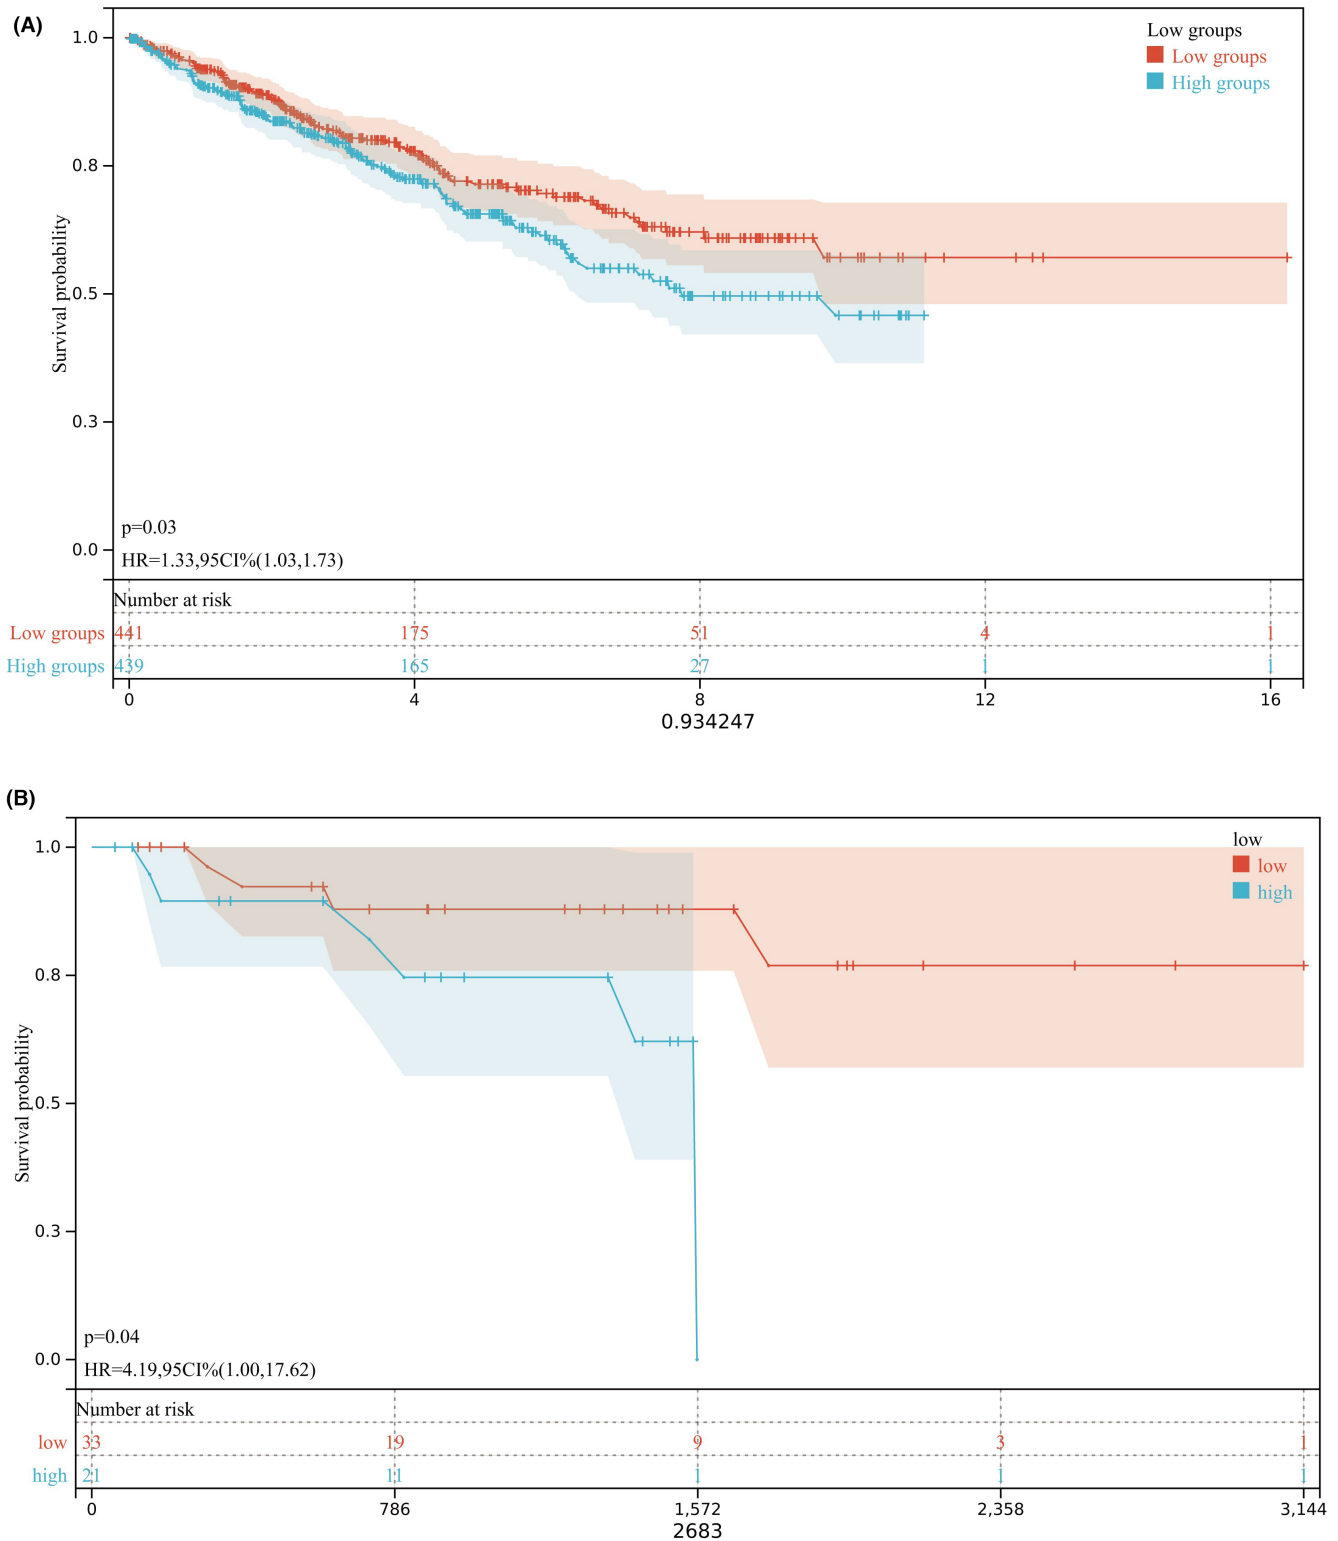 (A)
Low groups
Low groups
High groups
1.0
0.8
0.5
0.3
0.0
Survival probability
p=0.03
HR=1.33,95CI%(1.03,1.73)
Number at risk
Low groups 441 175 51 4 1
High groups 439 165 27 1 1
0 4 8 12 16
0.934247
(B)
low
low
high
1.0
0.8
0.5
0.3
0.0
Survival probability
p=0.04
HR=4.19,95CI%(1.00,17.62)
Number at risk
low 33 19 9 3 1
high 21 11 1 1 1
0 786 1,572 2,358 3,144
2683